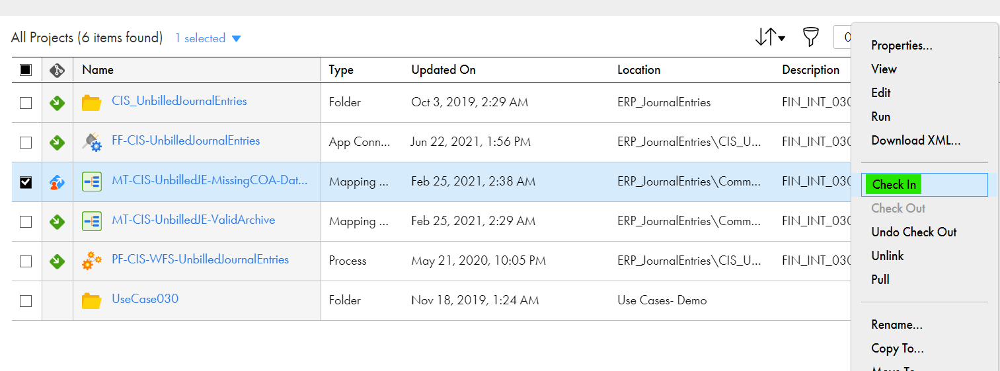 All Projects (6 items found) 1 selected
0
Name Type Updated On Location Description
CIS_UnbilledJournalEntries Folder Oct 3, 2019, 2:29 AM ERP_JournalEntries FIN_INT_030
FF-CIS-UnbilledJournalEntries App Conn... Jun 22, 2021, 1:56 PM ERP_JournalEntries\CIS_U... FIN_INT_030
MT-CIS-UnbilledJE-MissingCOA-Dat... Mapping ... Feb 25, 2021, 2:38 AM ERP_JournalEntries\Comm... FIN_INT_030
MT-CIS-UnbilledJE-ValidArchive Mapping ... Feb 25, 2021, 2:29 AM ERP_JournalEntries\Comm... FIN_INT_030
PF-CIS-WFS-UnbilledJournalEntries Process May 21, 2020, 10:05 PM ERP_JournalEntries\CIS_U... FIN_INT_030
UseCase030 Folder Nov 18, 2019, 1:24 AM Use Cases- Demo
Properties...
View
Edit
Run
Download XML...
Check In
Check Out
Undo Check Out
Unlink
Pull
Rename...
Copy To...
Move To